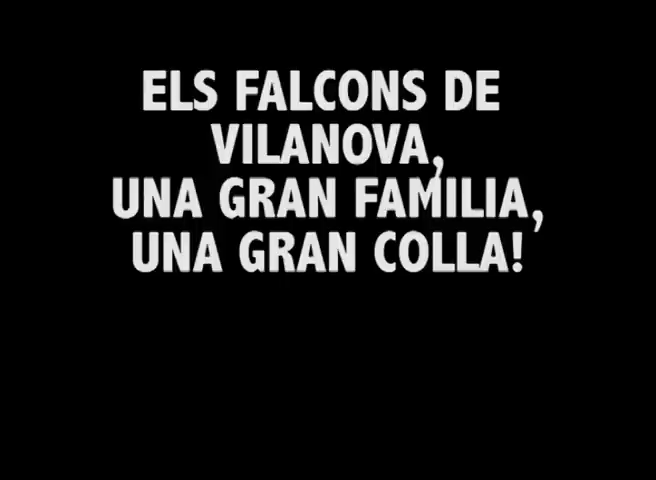 ELS FALCONS DE
VILANOVA,
UNA GRAN FAMILIA,
UNA GRAN COLLA!